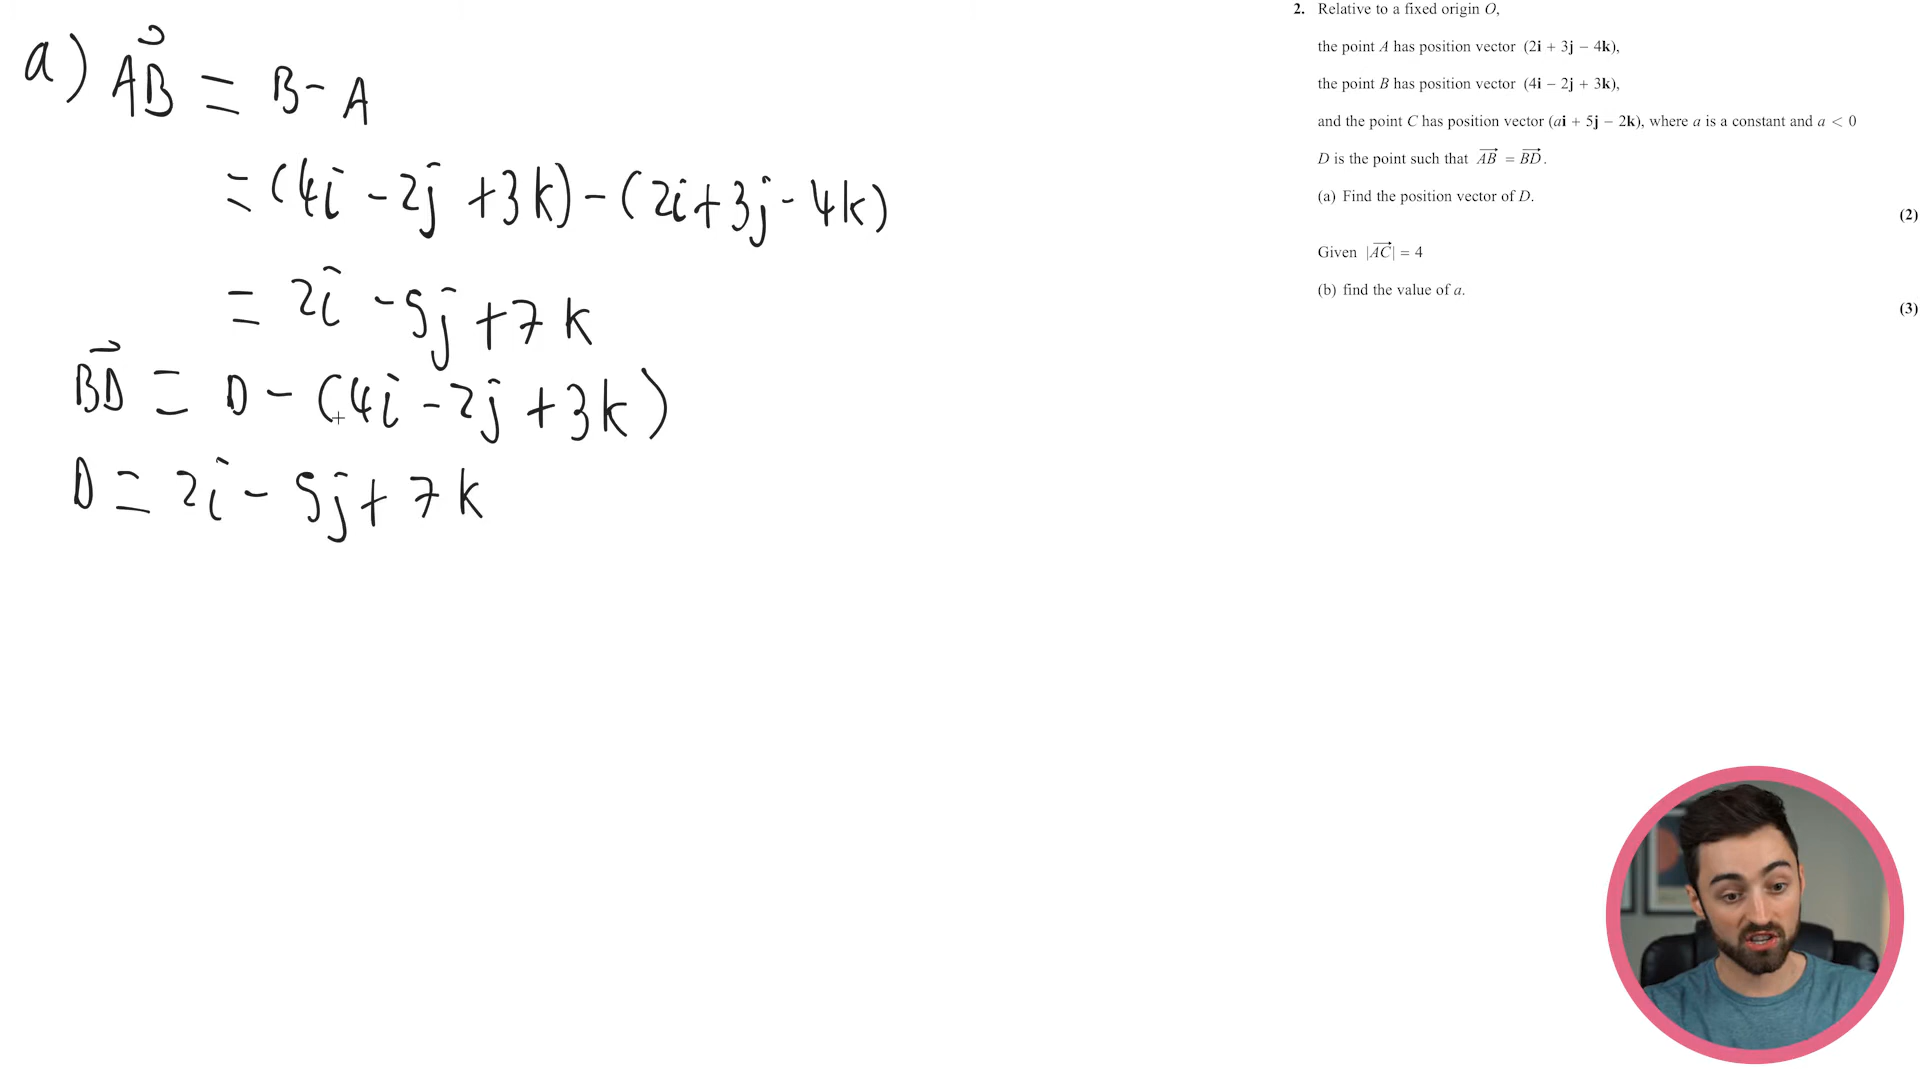 a) AB⃗ = B - A
= (4i - 2j + 3k) - (2i + 3j - 4k)
= 2i - 5j + 7k
BD⃗ = D - (4i - 2j + 3k)
D = 2i - 5j + 7k
2. Relative to a fixed origin O,
the point A has position vector (2i + 3j − 4k),
the point B has position vector (4i − 2j + 3k),
and the point C has position vector (ai + 5j − 2k), where a is a constant and a < 0
D is the point such that AB⃗ = BD⃗.
(a) Find the position vector of D.
(2)
Given |AC⃗| = 4
(b) find the value of a.
(3)